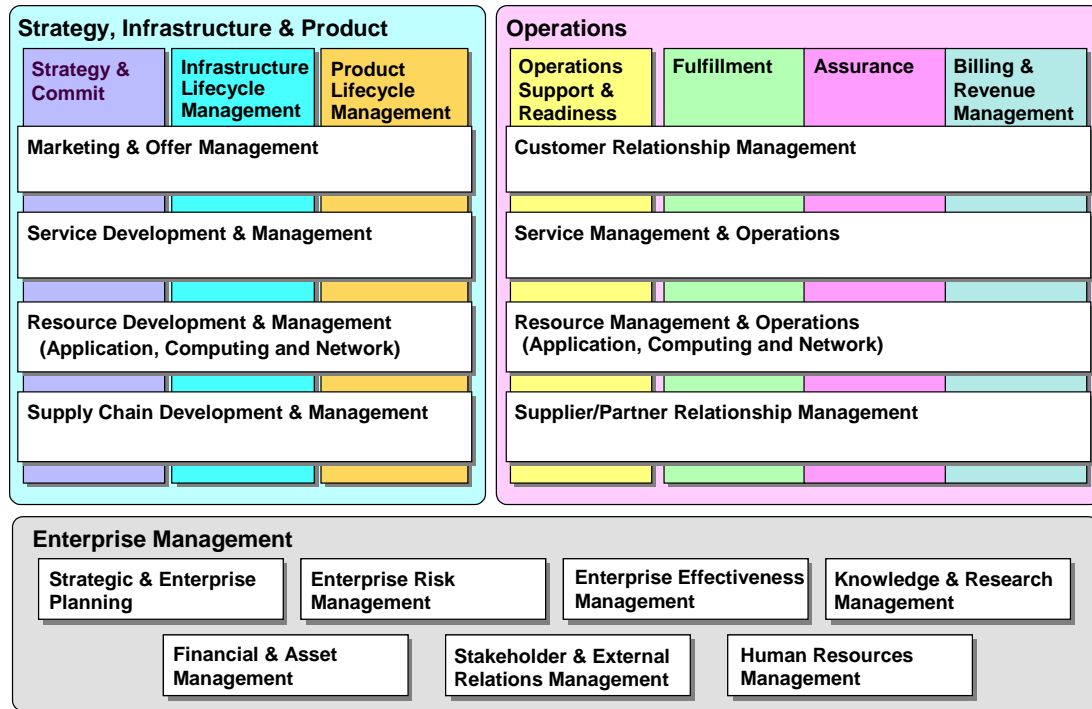 Strategy, Infrastructure & Product
Strategy &
Commit
Infrastructure
Lifecycle
Management
Product
Lifecycle
Management
Marketing & Offer Management
Service Development & Management
Resource Development & Management
(Application, Computing and Network)
Supply Chain Development & Management
Operations
Operations
Support &
Readiness
Fulfillment
Assurance
Billing &
Revenue
Management
Customer Relationship Management
Service Management & Operations
Resource Management & Operations
(Application, Computing and Network)
Supplier/Partner Relationship Management
Enterprise Management
Strategic & Enterprise
Planning
Enterprise Risk
Management
Enterprise Effectiveness
Management
Knowledge & Research
Management
Financial & Asset
Management
Stakeholder & External
Relations Management
Human Resources
Management